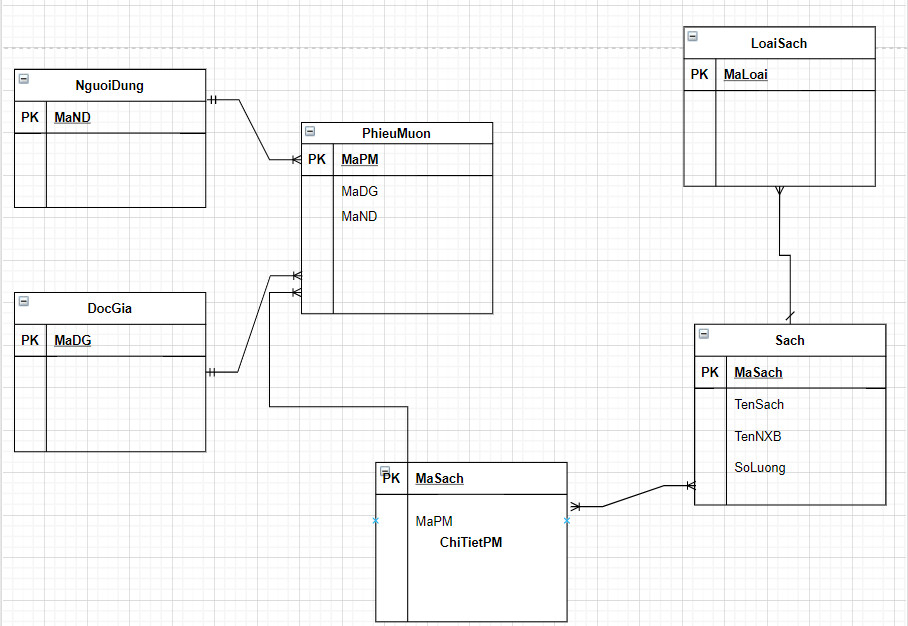 NguoiDung
PK MaND
PhieuMuon
PK MaPM
MaDG
MaND
LoaiSach
PK MaLoai
DocGia
PK MaDG
Sach
PK MaSach
TenSach
TenNXB
SoLuong
PK MaSach
MaPM
ChiTietPM